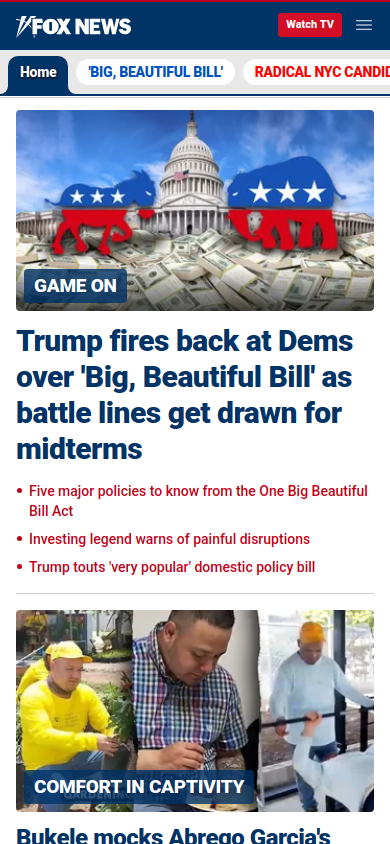 FOX NEWS
Watch TV
Home
'BIG, BEAUTIFUL BILL'
RADICAL NYC CANDID
GAME ON
Trump fires back at Dems
over 'Big, Beautiful Bill' as
battle lines get drawn for
midterms
Five major policies to know from the One Big Beautiful
Bill Act
Investing legend warns of painful disruptions
Trump touts 'very popular' domestic policy bill
COMFORT IN CAPTIVITY
Bukele mocks Abrego Garcia's